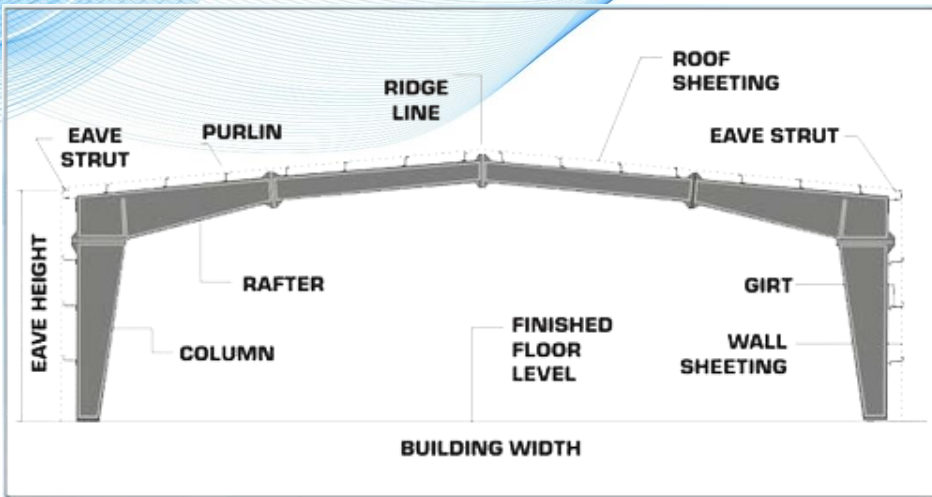 ROOF
SHEETING
RIDGE
LINE
EAVE
STRUT
PURLIN
EAVE STRUT
EAVE HEIGHT
RAFTER
GIRT
COLUMN
FINISHED
FLOOR
LEVEL
WALL
SHEETING
BUILDING WIDTH